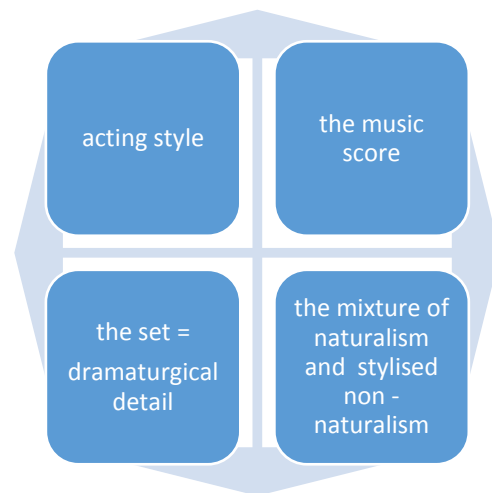 acting style
the music
score
the set =
dramaturgical
detail
the mixture of
naturalism
and stylised
non -
naturalism